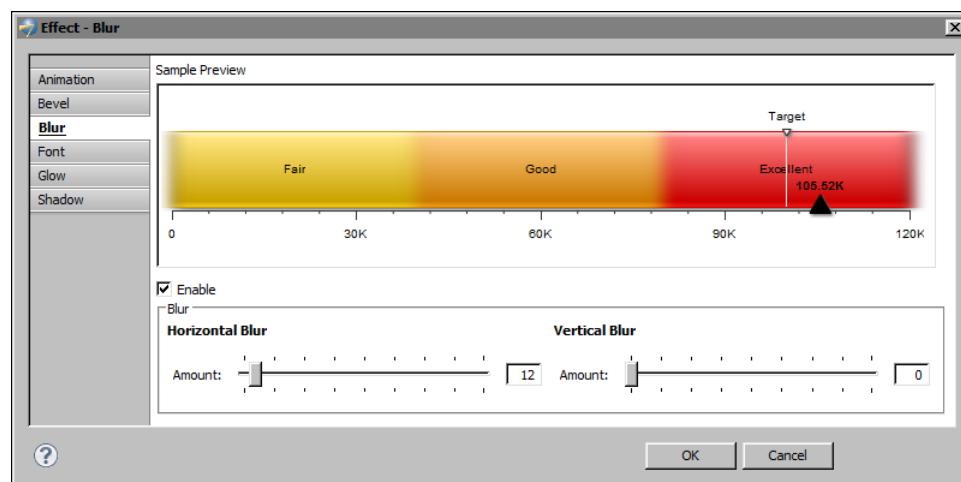 Effect - Blur
Animation
Bevel
Blur
Font
Glow
Shadow
Sample Preview
Target
Fair
Good
Excellent
105.52K
0
30K
60K
90K
120K
Enable
Blur
Horizontal Blur
Vertical Blur
Amount:
12
Amount:
0
?
OK
Cancel